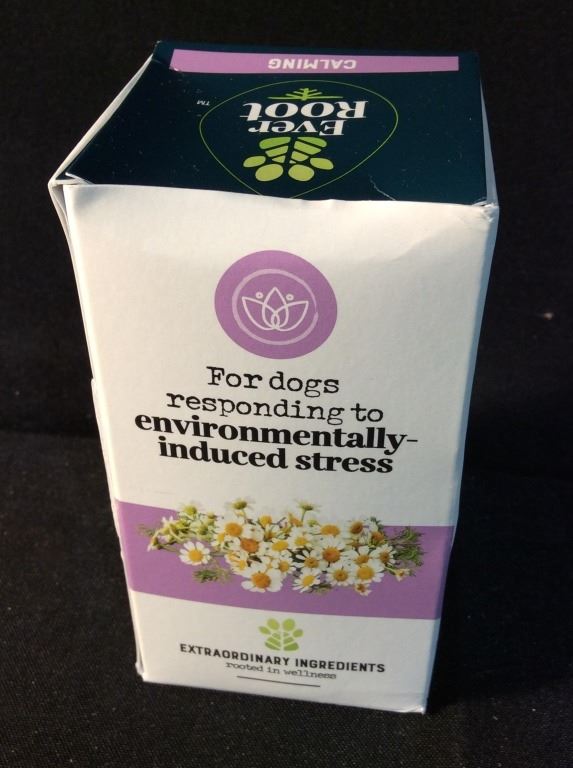 CALMING
Ever
Root
TM
For dogs
responding to
environmentally-
induced stress
EXTRAORDINARY INGREDIENTS
rooted in wellness